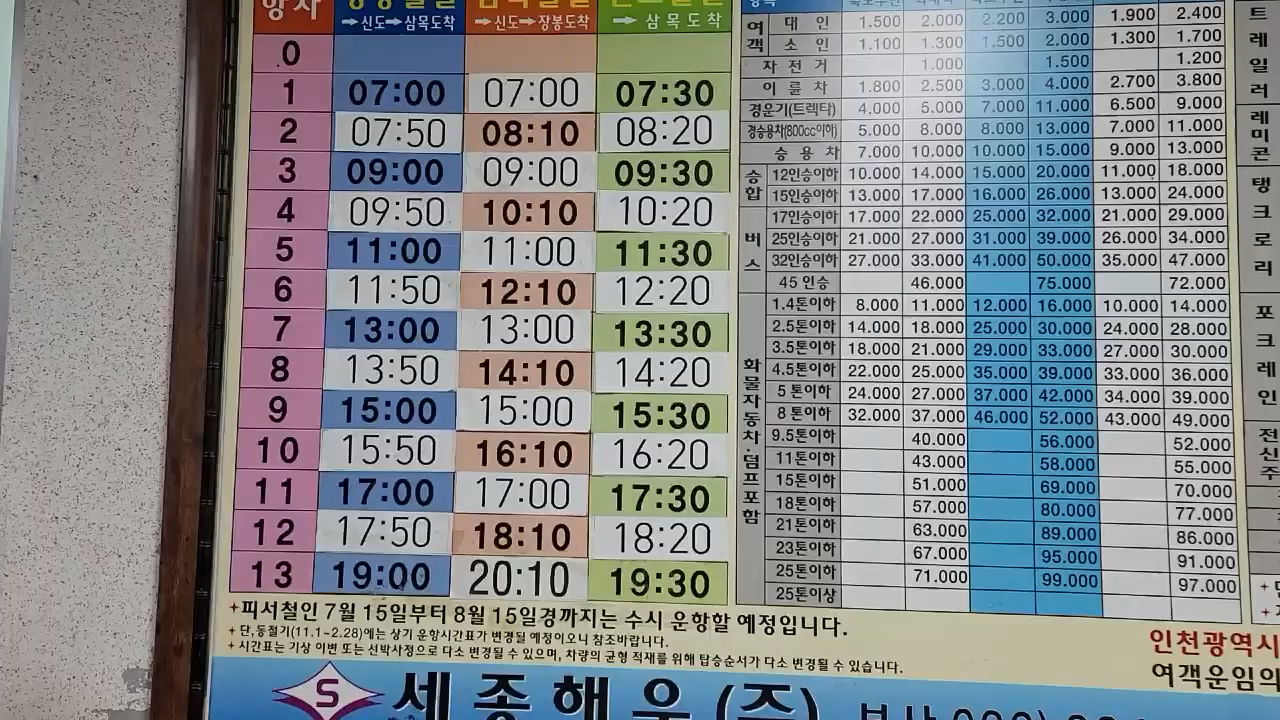 항차
→신도→삼목도착 →신도→장봉도착 → 삼목도착
0
1 07:00 07:00 07:30
2 07:50 08:10 08:20
3 09:00 09:00 09:30
4 09:50 10:10 10:20
5 11:00 11:00 11:30
6 11:50 12:10 12:20
7 13:00 13:00 13:30
8 13:50 14:10 14:20
9 15:00 15:00 15:30
10 15:50 16:10 16:20
11 17:00 17:00 17:30
12 17:50 18:10 18:20
13 19:00 20:10 19:30
여객
대인 1.500 2.000 2.200 3.000 1.900 2.400
소인 1.100 1.300 1.500 2.000 1.300 1.700
자전거 1.000 1.500 1.200
이륜차 1.800 2.500 3.000 4.000 2.700 3.800
경운기(트렉타) 4.000 5.000 7.000 11.000 6.500 9.000
경승용차(800cc이하) 5.000 8.000 8.000 13.000 7.000 11.000
승용차 7.000 10.000 10.000 15.000 9.000 13.000
승합
12인승이하 10.000 14.000 15.000 20.000 11.000 18.000
15인승이하 13.000 17.000 16.000 26.000 13.000 24.000
버스
17인승이하 17.000 22.000 25.000 32.000 21.000 29.000
25인승이하 21.000 27.000 31.000 39.000 26.000 34.000
32인승이하 27.000 33.000 41.000 50.000 35.000 47.000
45인승 46.000 75.000 72.000
화물자동차·덤프포함
1.4톤이하 8.000 11.000 12.000 16.000 10.000 14.000
2.5톤이하 14.000 18.000 25.000 30.000 24.000 28.000
3.5톤이하 18.000 21.000 29.000 33.000 27.000 30.000
4.5톤이하 22.000 25.000 35.000 39.000 33.000 36.000
5톤이하 24.000 27.000 37.000 42.000 34.000 39.000
8톤이하 32.000 37.000 46.000 52.000 43.000 49.000
9.5톤이하 40.000 56.000 52.000
11톤이하 43.000 58.000 55.000
15톤이하 51.000 69.000 70.000
18톤이하 57.000 80.000 77.000
21톤이하 63.000 89.000 86.000
23톤이하 67.000 95.000 91.000
25톤이하 71.000 99.000 97.000
25톤이상
트레일러
레미콘
탱크로리
포크레인
전신주
+피서철인 7월 15일부터 8월 15일경까지는 수시 운항할 예정입니다.
+단,동절기(11.1~2.28)에는 상기 운항시간표가 변경될 예정이오니 참조바랍니다.
+시간표는 기상 이변 또는 선박사정으로 다소 변경될 수 있으며, 차량의 균형 적재를 위해 탑승순서가 다소 변경될 수 있습니다.
인천광역시
여객운임의
S 세종해운(주)